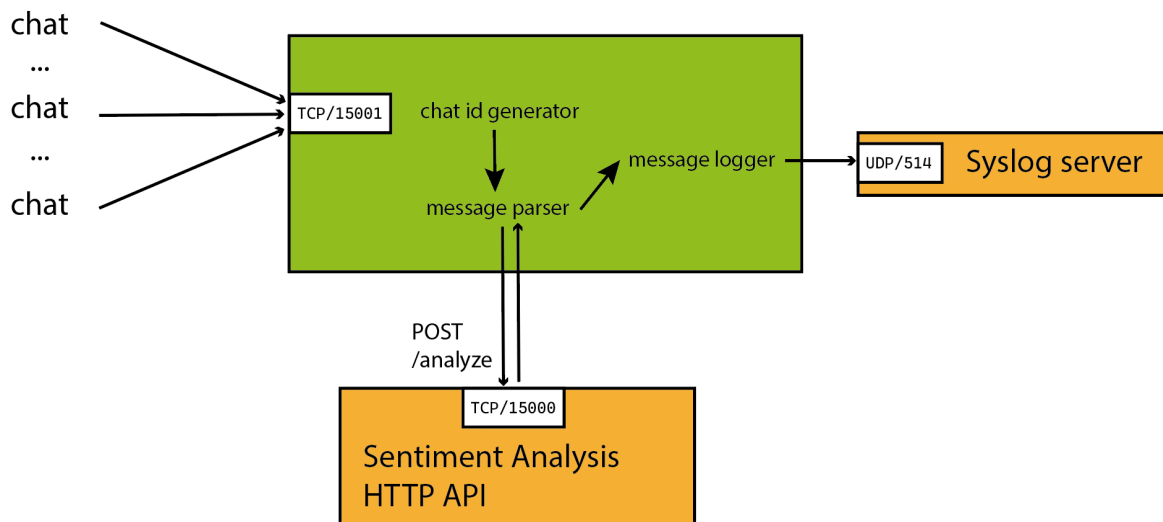 chat
...
chat
...
chat
TCP/15001
chat id generator
message parser
message logger
UDP/514
Syslog server
POST
/analyze
TCP/15000
Sentiment Analysis
HTTP API